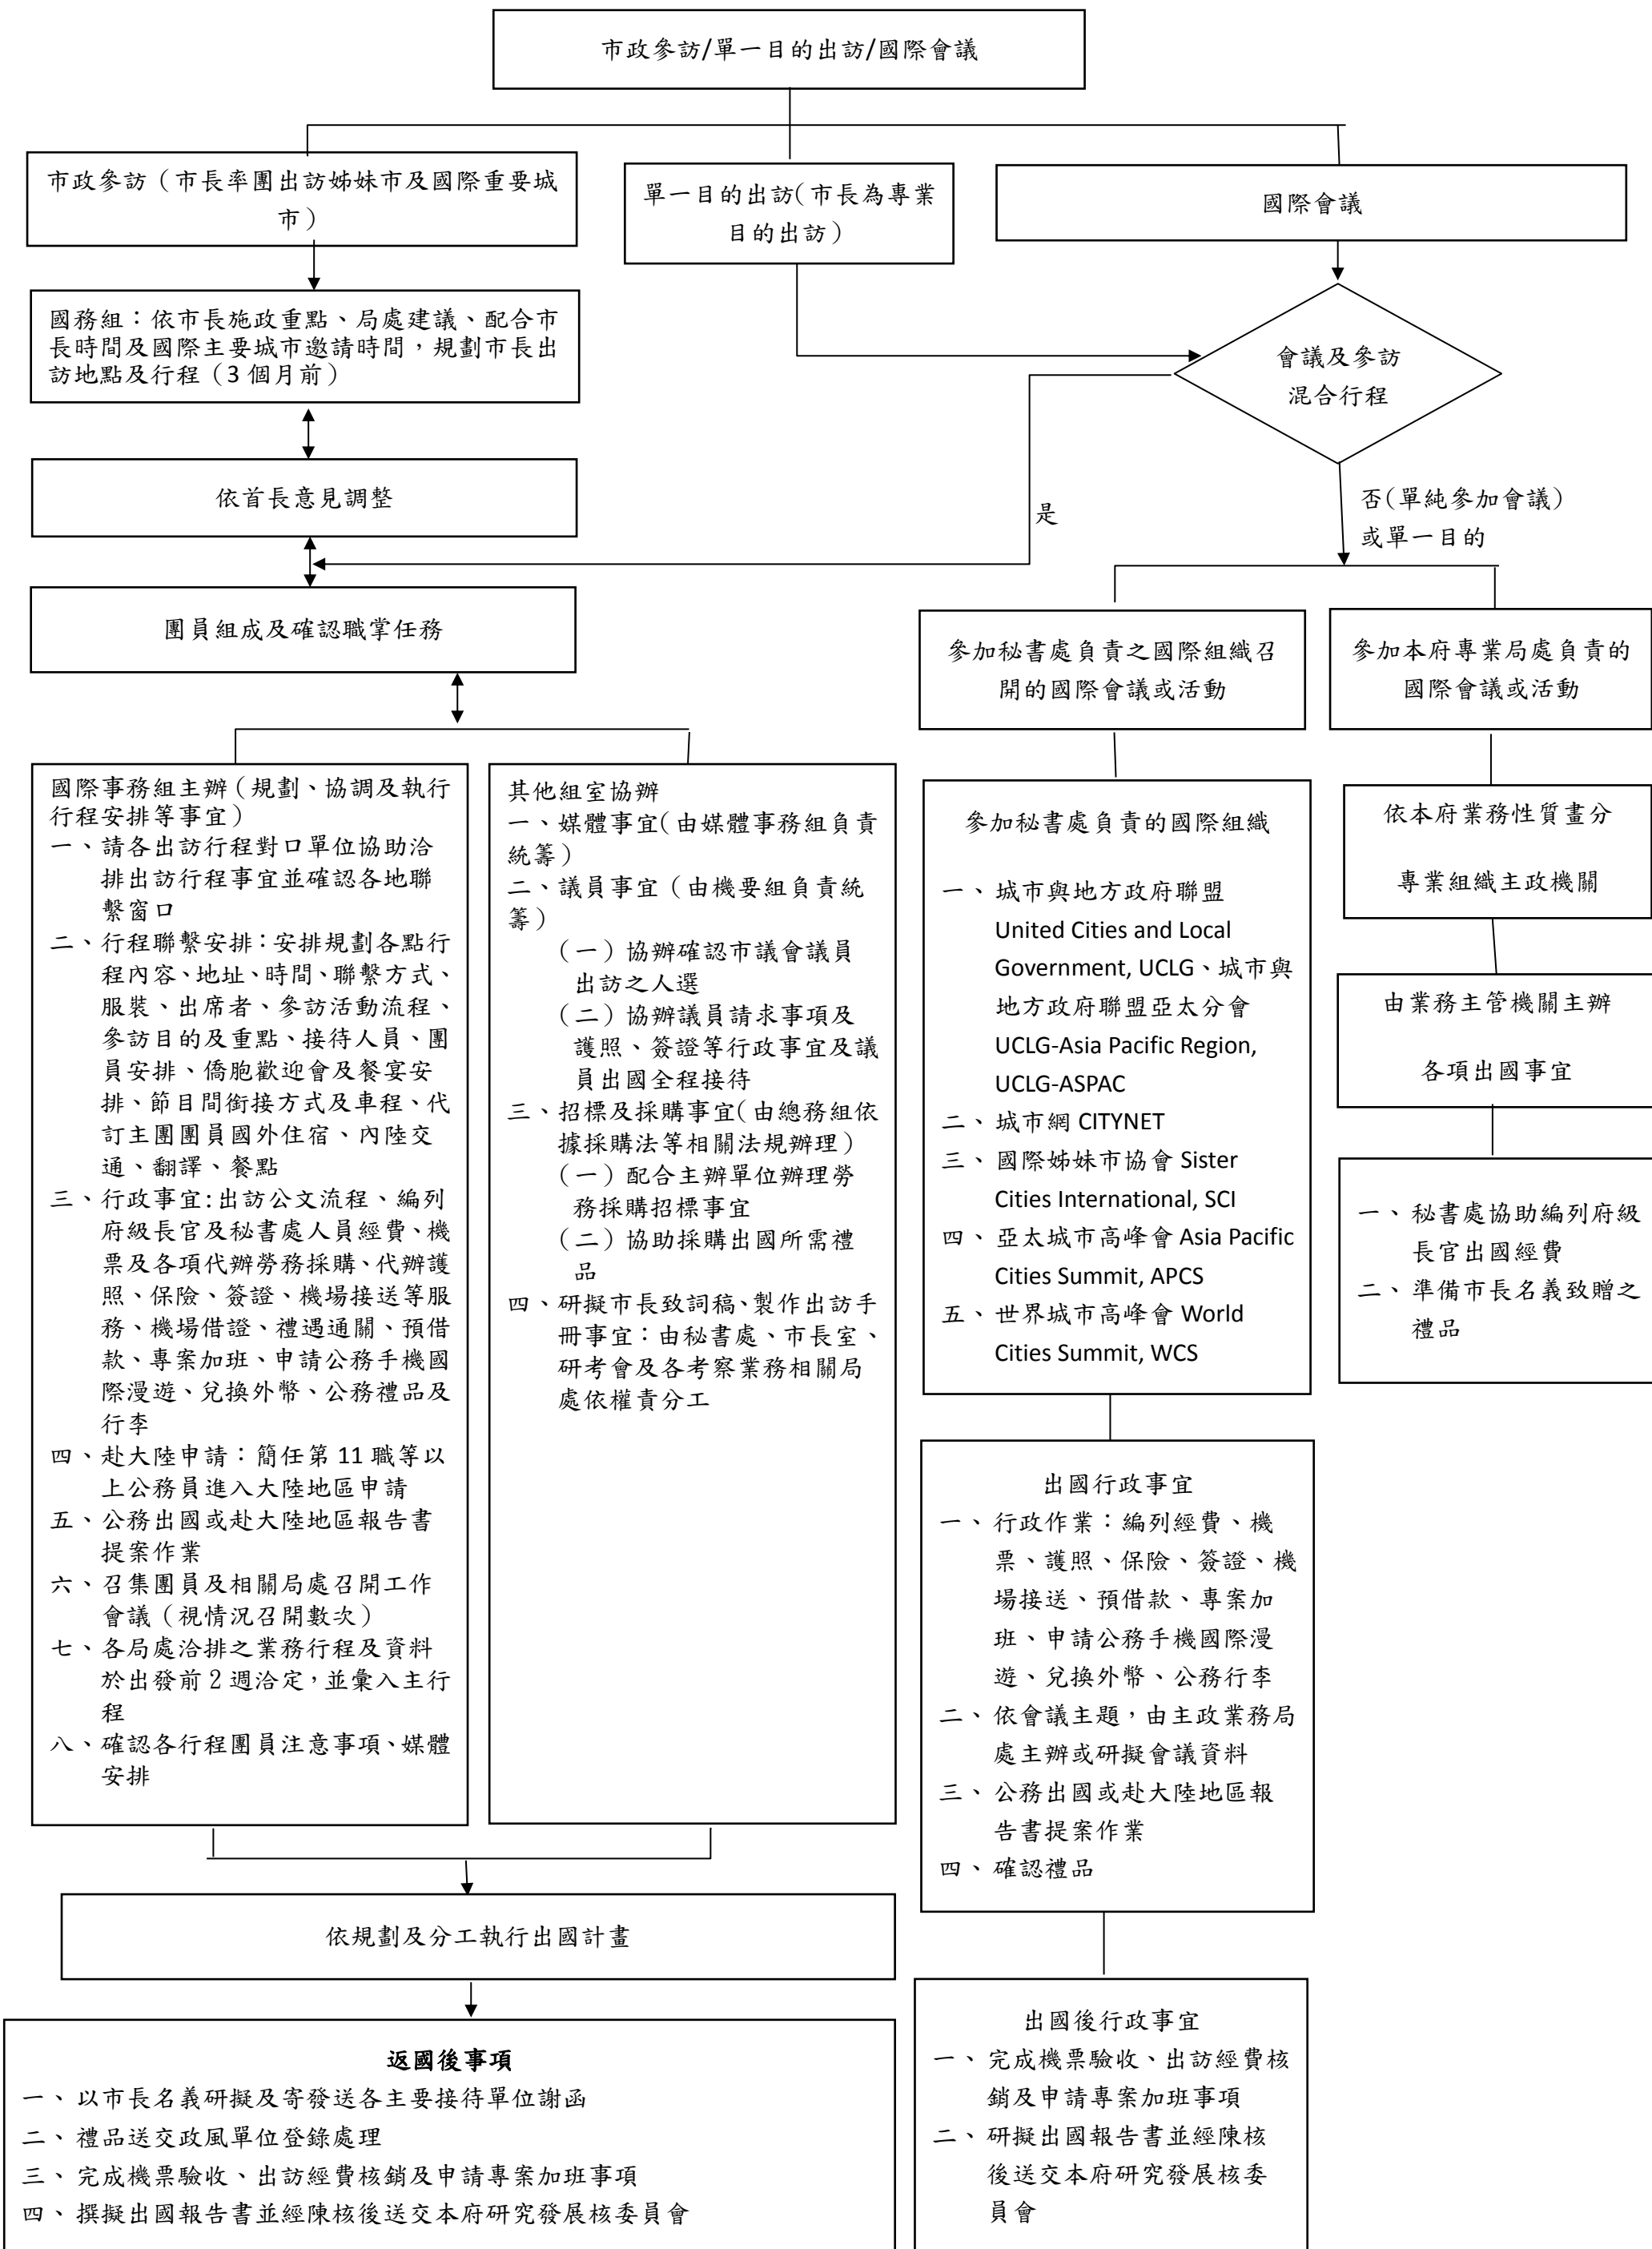 市政參訪/單一目的出訪/國際會議
市政參訪（市長率團出訪姊妹市及國際重要城
市）
單一目的出訪(市長為專業
目的出訪）
國際會議
國務組：依市長施政重點、局處建議、配合市
長時間及國際主要城市邀請時間，規劃市長出
訪地點及行程（3 個月前）
會議及參訪
混合行程
依首長意見調整
是
否(單純參加會議)
或單一目的
團員組成及確認職掌任務
參加秘書處負責之國際組織召
開的國際會議或活動
參加本府專業局處負責的
國際會議或活動
國際事務組主辦（規劃、協調及執行
行程安排等事宜）
一、請各出訪行程對口單位協助洽
排出訪行程事宜並確認各地聯
繫窗口
二、行程聯繫安排：安排規劃各點行
程內容、地址、時間、聯繫方式、
服裝、出席者、參訪活動流程、
參訪目的及重點、接待人員、團
員安排、僑胞歡迎會及餐宴安
排、節目間銜接方式及車程、代
訂主團團員國外住宿、內陸交
通、翻譯、餐點
三、行政事宜:出訪公文流程、編列
府級長官及秘書處人員經費、機
票及各項代辦勞務採購、代辦護
照、保險、簽證、機場接送等服
務、機場借證、禮遇通關、預借
款、專案加班、申請公務手機國
際漫遊、兌換外幣、公務禮品及
行李
四、赴大陸申請：簡任第 11 職等以
上公務員進入大陸地區申請
五、公務出國或赴大陸地區報告書
提案作業
六、召集團員及相關局處召開工作
會議（視情況召開數次）
七、各局處洽排之業務行程及資料
於出發前 2 週洽定，並彙入主行
程
八、確認各行程團員注意事項、媒體
安排
其他組室協辦
一、媒體事宜(由媒體事務組負責
統籌）
二、議員事宜（由機要組負責統
籌）
（一）協辦確認市議會議員
出訪之人選
（二）協辦議員請求事項及
護照、簽證等行政事宜及議
員出國全程接待
三、招標及採購事宜(由總務組依
據採購法等相關法規辦理）
（一）配合主辦單位辦理勞
務採購招標事宜
（二）協助採購出國所需禮
品
四、研擬市長致詞稿、製作出訪手
冊事宜：由秘書處、市長室、
研考會及各考察業務相關局
處依權責分工
參加秘書處負責的國際組織
一、 城市與地方政府聯盟
United Cities and Local
Government, UCLG、城市與
地方政府聯盟亞太分會
UCLG-Asia Pacific Region,
UCLG-ASPAC
二、 城市網 CITYNET
三、 國際姊妹市協會 Sister
Cities International, SCI
四、 亞太城市高峰會 Asia Pacific
Cities Summit, APCS
五、 世界城市高峰會 World
Cities Summit, WCS
依本府業務性質畫分
專業組織主政機關
由業務主管機關主辦
各項出國事宜
一、 秘書處協助編列府級
長官出國經費
二、 準備市長名義致贈之
禮品
出國行政事宜
一、 行政作業：編列經費、機
票、護照、保險、簽證、機
場接送、預借款、專案加
班、申請公務手機國際漫
遊、兌換外幣、公務行李
二、 依會議主題，由主政業務局
處主辦或研擬會議資料
三、 公務出國或赴大陸地區報
告書提案作業
四、 確認禮品
依規劃及分工執行出國計畫
返國後事項
一、 以市長名義研擬及寄發送各主要接待單位謝函
二、 禮品送交政風單位登錄處理
三、 完成機票驗收、出訪經費核銷及申請專案加班事項
四、 撰擬出國報告書並經陳核後送交本府研究發展核委員會
出國後行政事宜
一、 完成機票驗收、出訪經費核
銷及申請專案加班事項
二、 研擬出國報告書並經陳核
後送交本府研究發展核委
員會